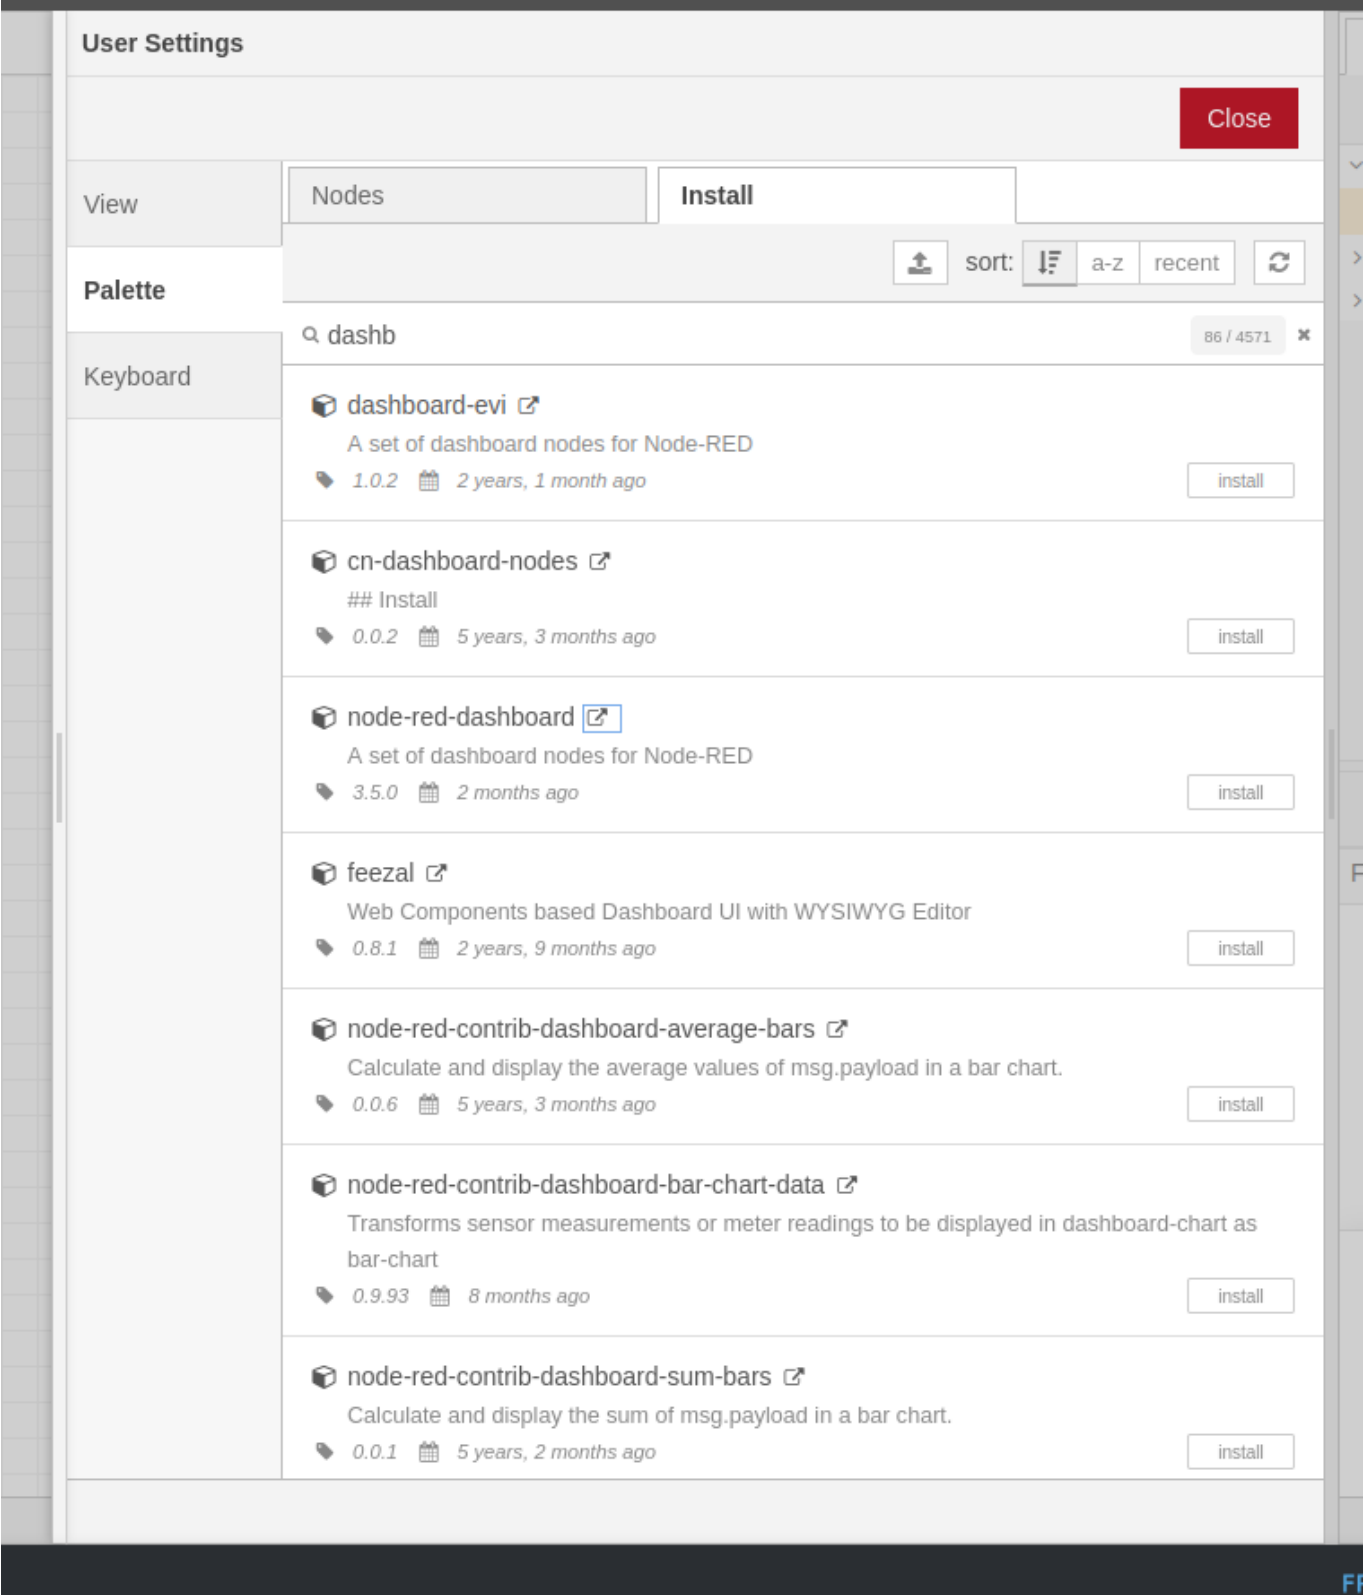 User Settings
Close
View
Palette
Keyboard
Nodes
Install
sort:
a-z
recent
dashb
86 / 4571
dashboard-evi
A set of dashboard nodes for Node-RED
1.0.2 2 years, 1 month ago
install
cn-dashboard-nodes
## Install
0.0.2 5 years, 3 months ago
install
node-red-dashboard
A set of dashboard nodes for Node-RED
3.5.0 2 months ago
install
feezal
Web Components based Dashboard UI with WYSIWYG Editor
0.8.1 2 years, 9 months ago
install
node-red-contrib-dashboard-average-bars
Calculate and display the average values of msg.payload in a bar chart.
0.0.6 5 years, 3 months ago
install
node-red-contrib-dashboard-bar-chart-data
Transforms sensor measurements or meter readings to be displayed in dashboard-chart as
bar-chart
0.9.93 8 months ago
install
node-red-contrib-dashboard-sum-bars
Calculate and display the sum of msg.payload in a bar chart.
0.0.1 5 years, 2 months ago
install